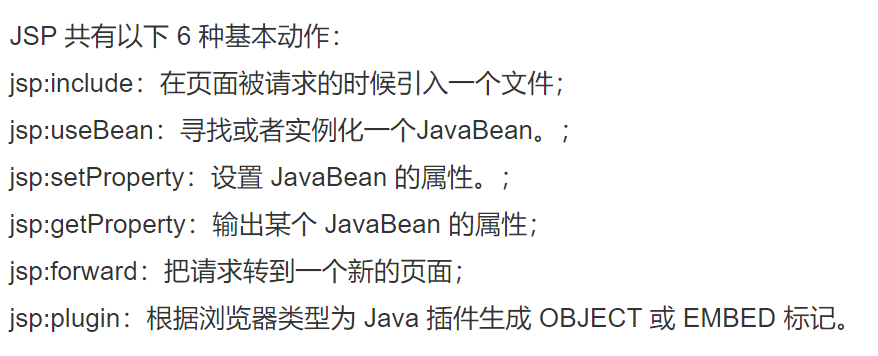 JSP 共有以下 6 种基本动作：
jsp:include：在页面被请求的时候引入一个文件；
jsp:useBean：寻找或者实例化一个JavaBean。；
jsp:setProperty：设置 JavaBean 的属性。；
jsp:getProperty：输出某个 JavaBean 的属性；
jsp:forward：把请求转到一个新的页面；
jsp:plugin：根据浏览器类型为 Java 插件生成 OBJECT 或 EMBED 标记。